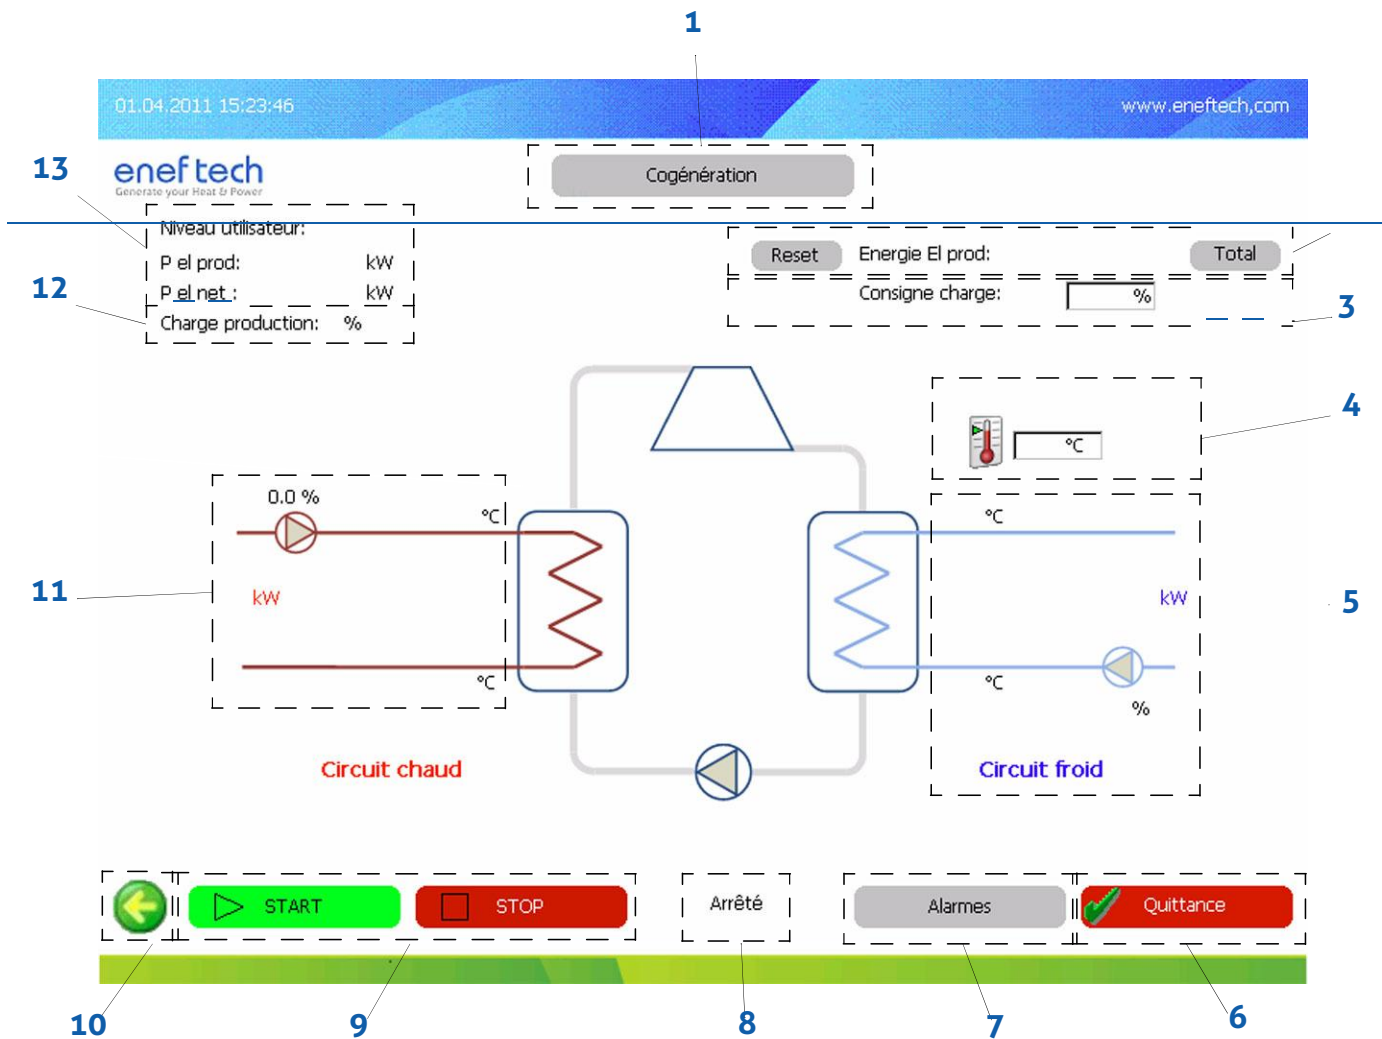 1
01.04.2011 15:23:46
www.eneftech,com
13
eneftech
Generate your Heat & Power
Cogénération
Niveau utilisateur:
P el prod: kW
P el net : kW
Reset Energie El prod: Total
12
Charge production: %
Consigne charge: %
3
4
°C
0.0 %
°C
°C
11
kW
kW
5
°C
°C
%
Circuit chaud
Circuit froid
START
STOP
Arrêté
Alarmes
Quittance
10
9
8
7
6